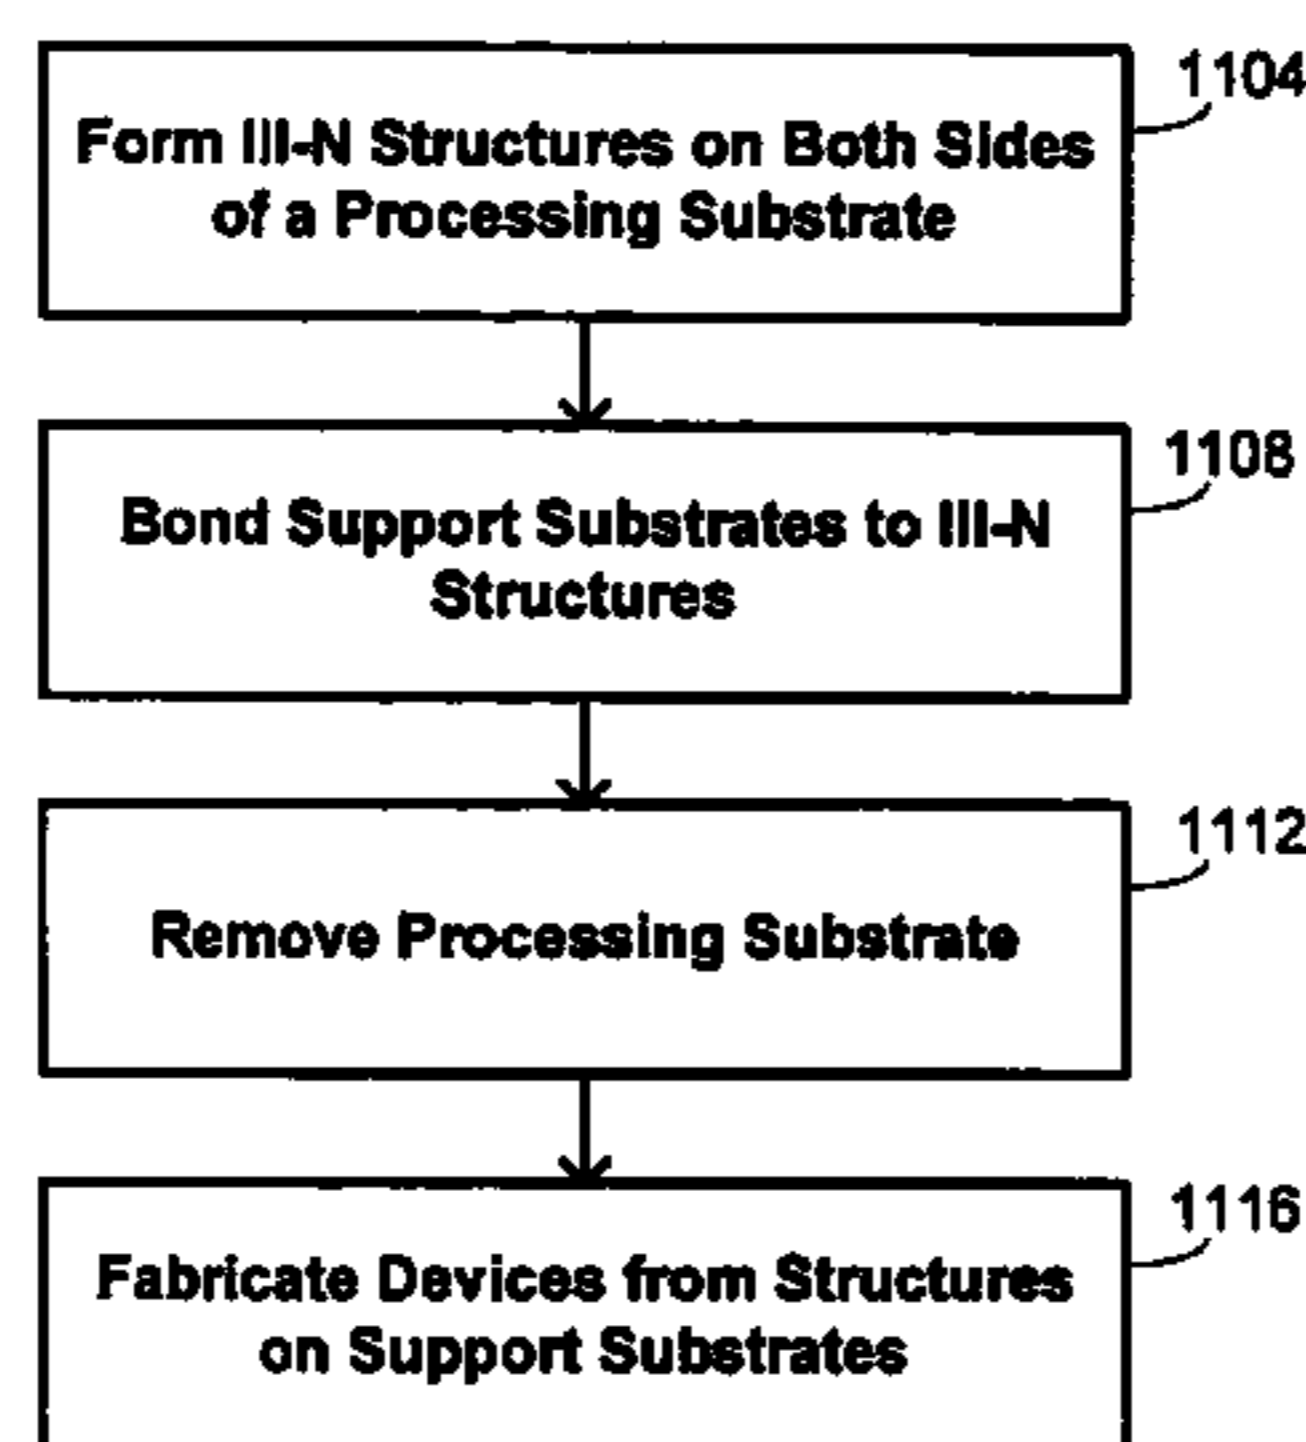 1104
Form III-N Structures on Both Sides
of a Processing Substrate
1108
Bond Support Substrates to III-N
Structures
1112
Remove Processing Substrate
1116
Fabricate Devices from Structures
on Support Substrates